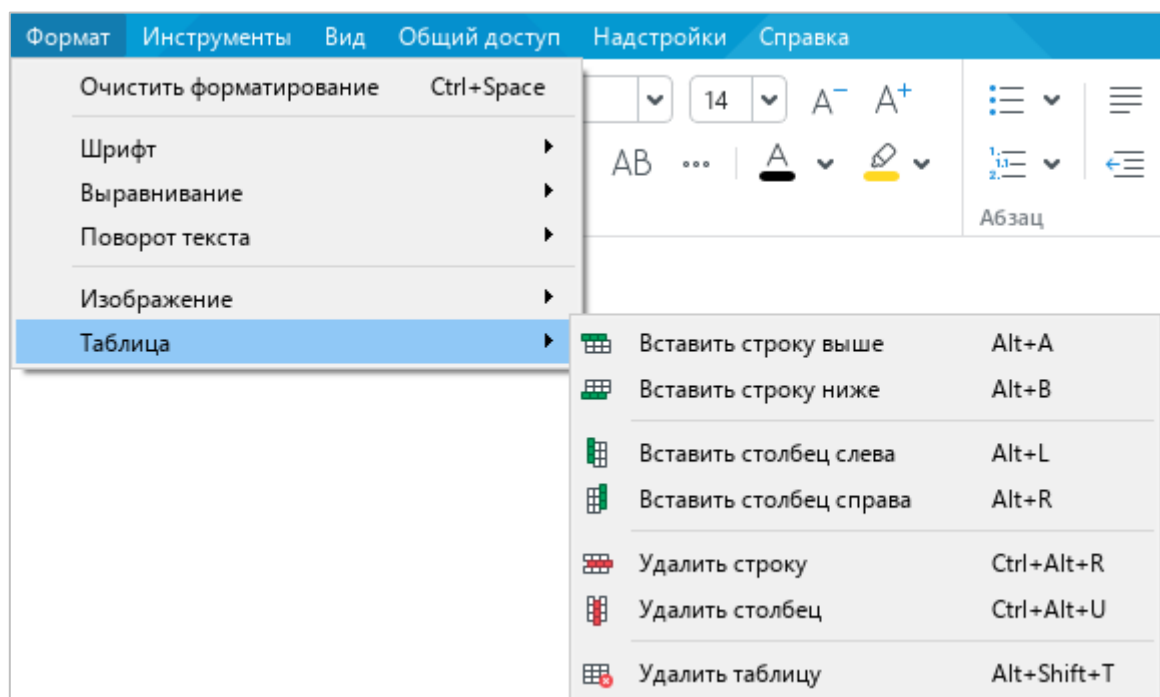 Формат Инструменты Вид Общий доступ Надстройки Справка
Очистить форматирование Ctrl+Space
14 A− A+
Шрифт
AB A
Выравнивание
Поворот текста
Абзац
Изображение
Таблица
Вставить строку выше Alt+A
Вставить строку ниже Alt+B
Вставить столбец слева Alt+L
Вставить столбец справа Alt+R
Удалить строку Ctrl+Alt+R
Удалить столбец Ctrl+Alt+U
Удалить таблицу Alt+Shift+T